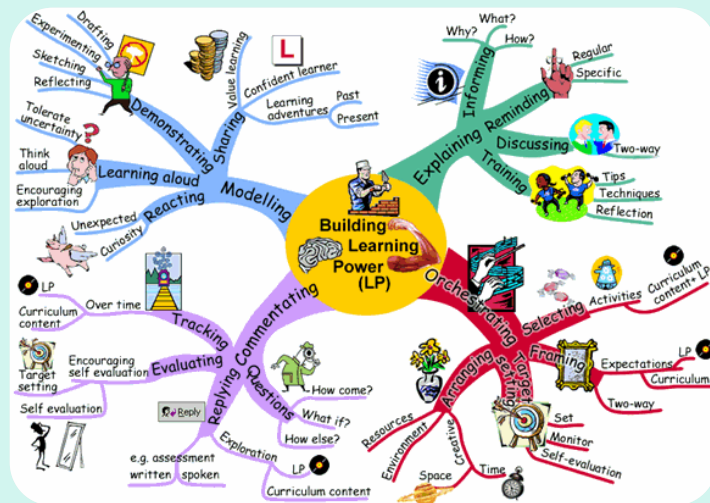 Building
Learning
Power
(LP)
Modelling
Demonstrating
Drafting
Experimenting
Sketching
Reflecting
Sharing
Value learning
Confident learner
Learning
adventures
Past
Present
L
Learning aloud
Tolerate
uncertainty
Think
aloud
Encouraging
exploration
Reacting
Unexpected
Curiosity
Explaining
Informing
Why?
What?
How?
i
Reminding
Regular
Specific
Discussing
Two-way
Training
Tips
Techniques
Reflection
Orchestrating
Selecting
Activities
Curriculum
content+ LP
Framing
Expectations
LP
Curriculum
Two-way
Target
setting
Set
Monitor
Self-evaluation
Arranging
Resources
Environment
Creative
Space
Time
Commentating
Tracking
Over time
LP
Curriculum
content
Evaluating
Encouraging
self evaluation
Target
setting
Self evaluation
Replying
Reply
e.g. assessment
written
spoken
Exploration
LP
Curriculum content
Questions
How come?
What if?
How else?